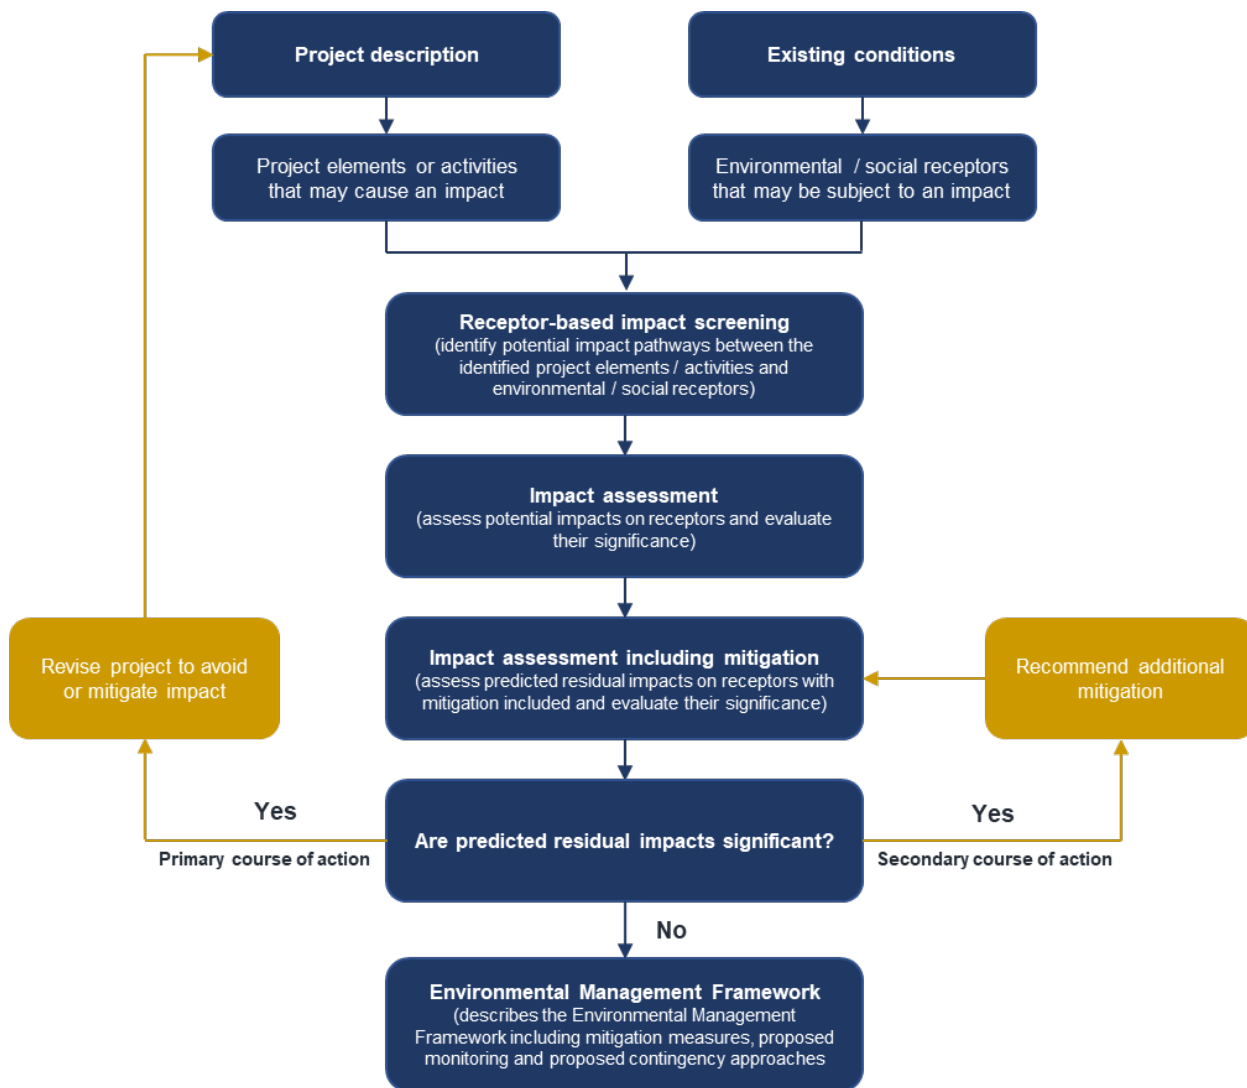 Project description
Existing conditions
Project elements or activities
that may cause an impact
Environmental / social receptors
that may be subject to an impact
Receptor-based impact screening
(identify potential impact pathways between the
identified project elements / activities and
environmental / social receptors)
Impact assessment
(assess potential impacts on receptors and evaluate
their significance)
Revise project to avoid
or mitigate impact
Impact assessment including mitigation
(assess predicted residual impacts on receptors with
mitigation included and evaluate their significance)
Recommend additional
mitigation
Yes
Primary course of action
Are predicted residual impacts significant?
Yes
Secondary course of action
No
Environmental Management Framework
(describes the Environmental Management
Framework including mitigation measures, proposed
monitoring and proposed contingency approaches